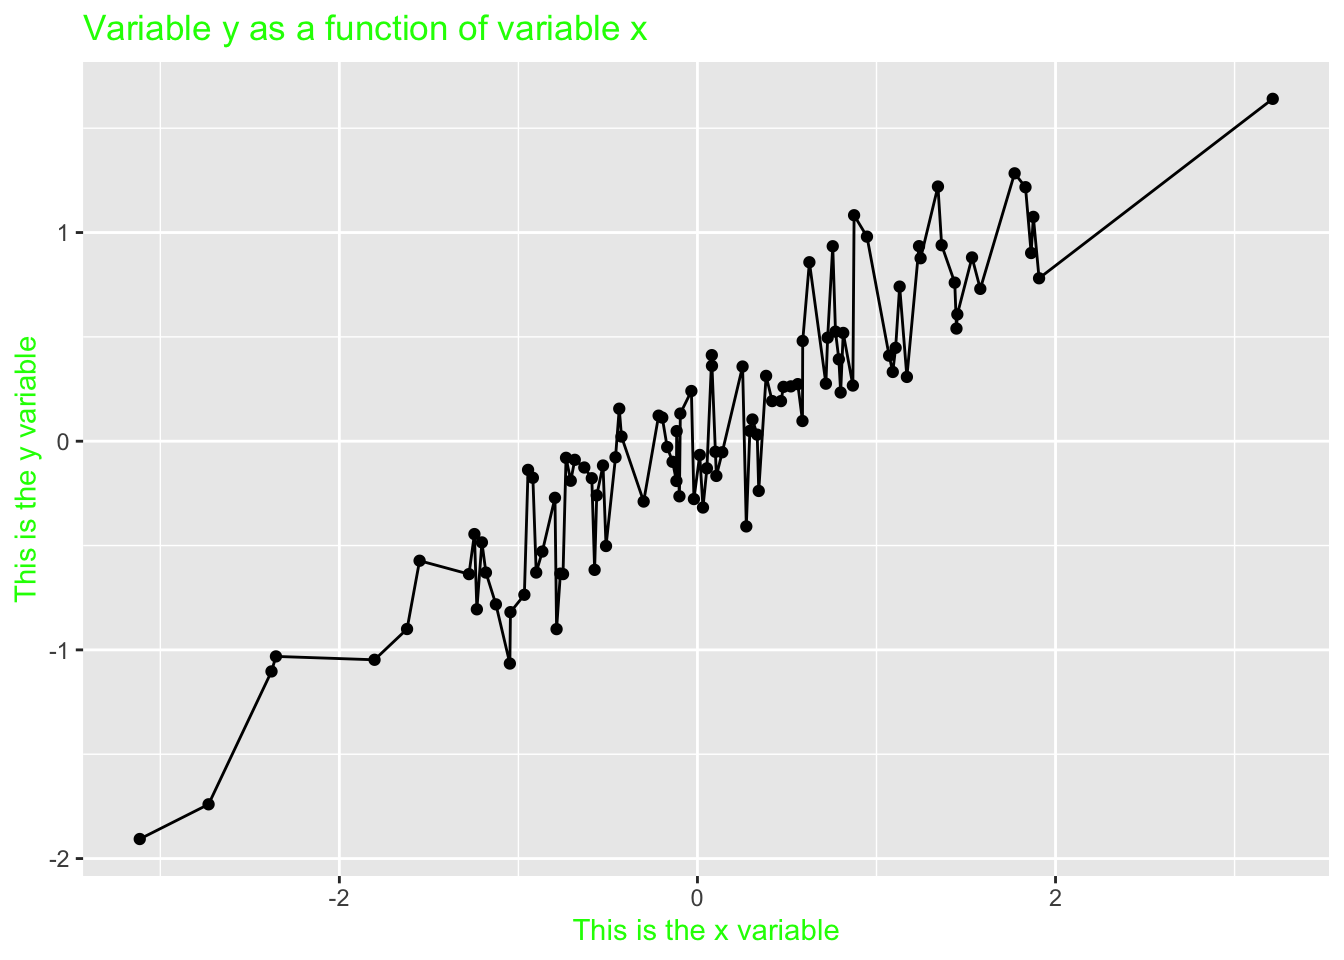 Variable y as a function of variable x
This is the y variable
1
0
-1
-2
-2
0
2
This is the x variable